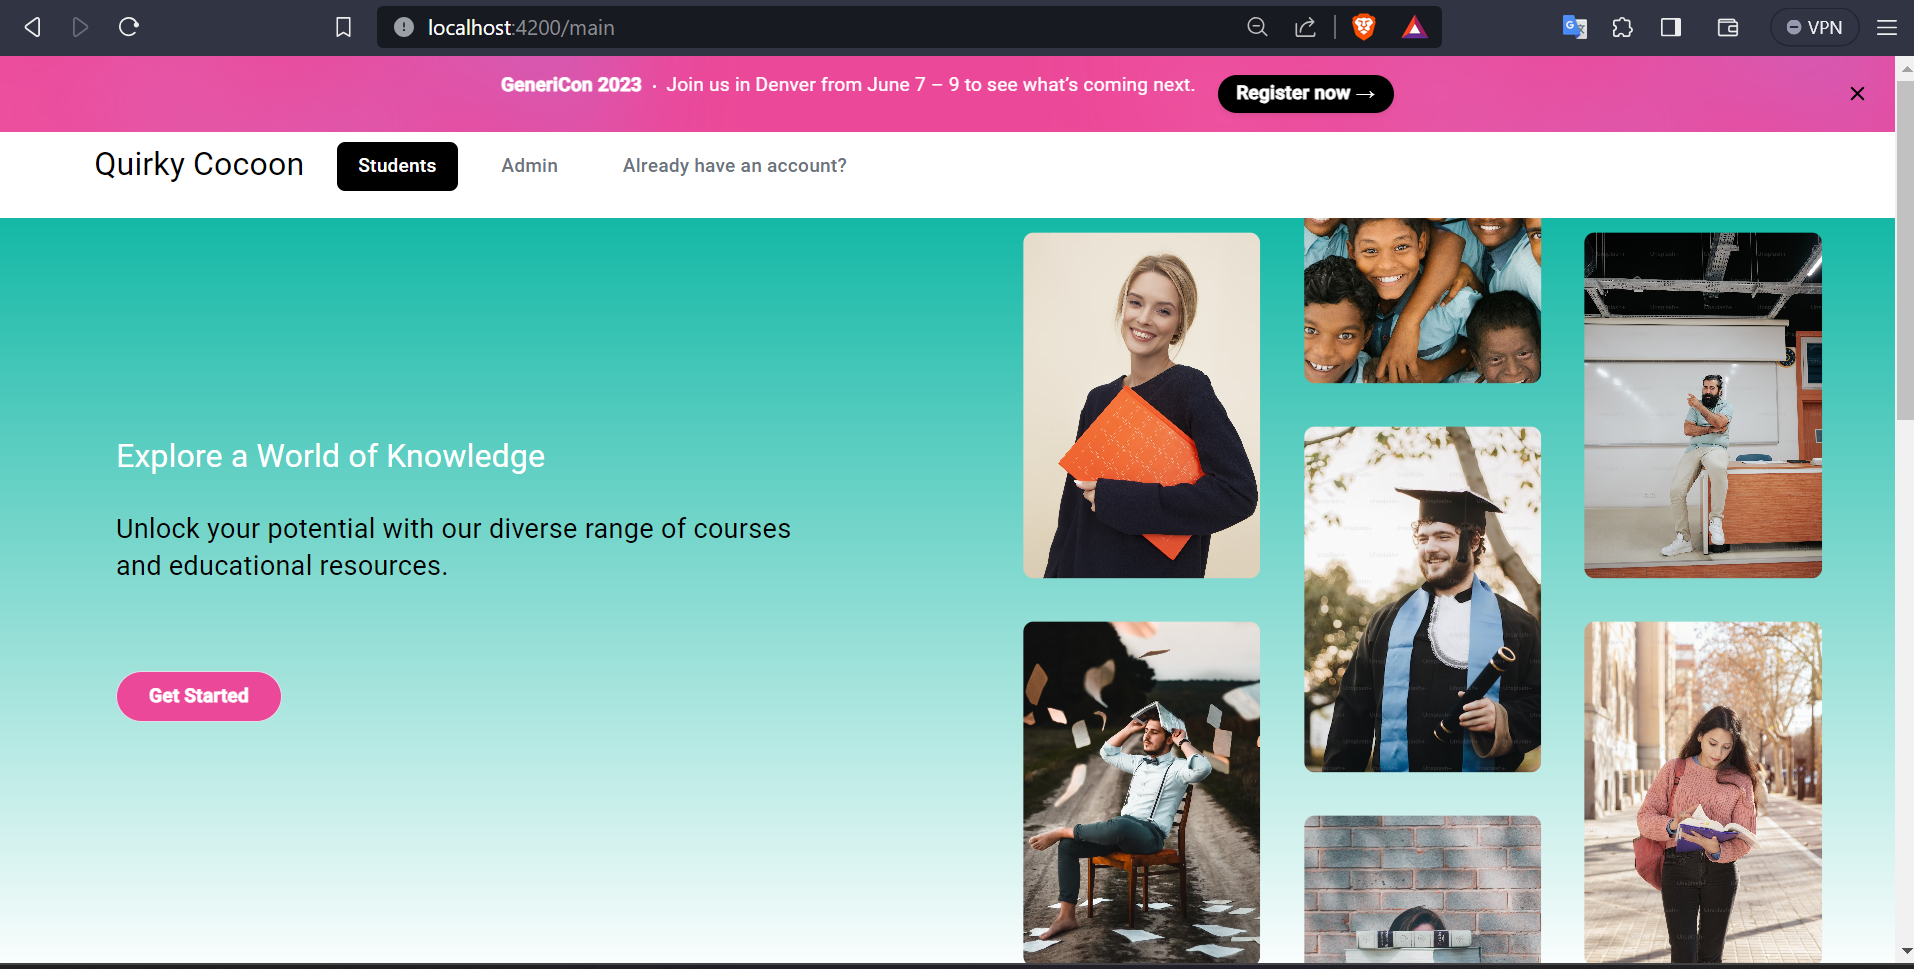 localhost:4200/main
VPN
GeneriCon 2023 · Join us in Denver from June 7 – 9 to see what's coming next. Register now →
Quirky Cocoon Students Admin Already have an account?
Explore a World of Knowledge
Unlock your potential with our diverse range of courses
and educational resources.
Get Started